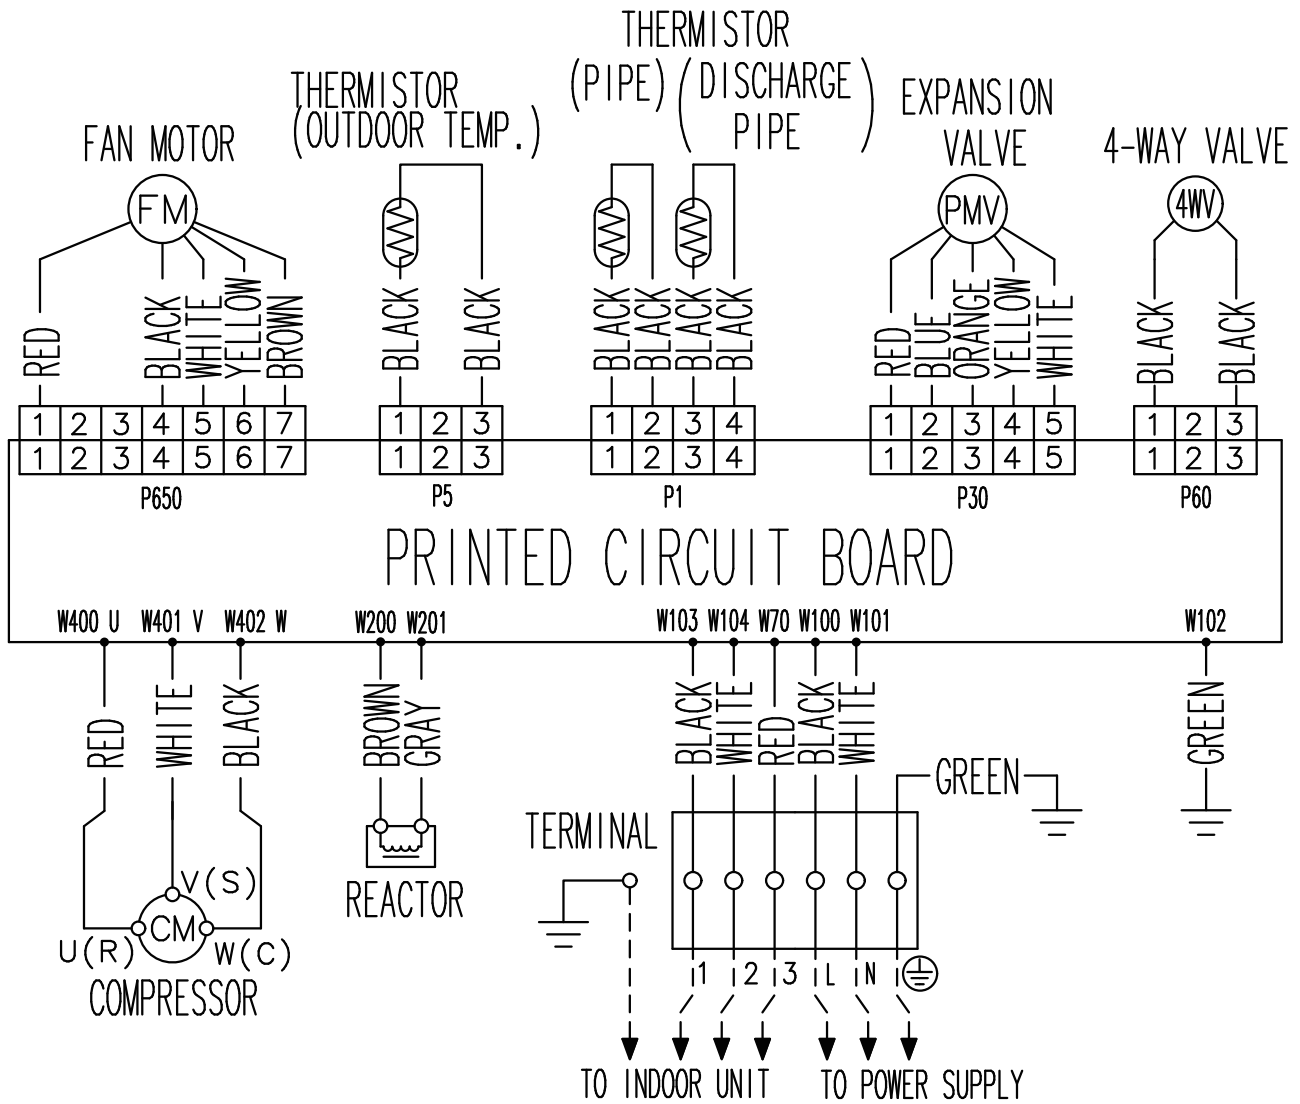 THERMISTOR
(PIPE) (DISCHARGE PIPE)
THERMISTOR
(OUTDOOR TEMP.)
EXPANSION
VALVE
FAN MOTOR
4-WAY VALVE
FM
PMV
4WV
RED BLACK WHITE YELLOW BROWN
BLACK BLACK
BLACK BLACK BLACK BLACK
RED BLUE ORANGE YELLOW WHITE
BLACK BLACK
1 2 3 4 5 6 7
1 2 3 4 5 6 7
P650
1 2 3
1 2 3
P5
1 2 3 4
1 2 3 4
P1
1 2 3 4 5
1 2 3 4 5
P30
1 2 3
1 2 3
P60
PRINTED CIRCUIT BOARD
W400 U W401 V W402 W W200 W201 W103 W104 W70 W100 W101 W102
RED WHITE BLACK
BROWN GRAY
BLACK WHITE RED BLACK WHITE
GREEN
GREEN
TERMINAL
V(S)
CM
U(R) W(C)
COMPRESSOR
REACTOR
1 2 3 L N
TO INDOOR UNIT TO POWER SUPPLY